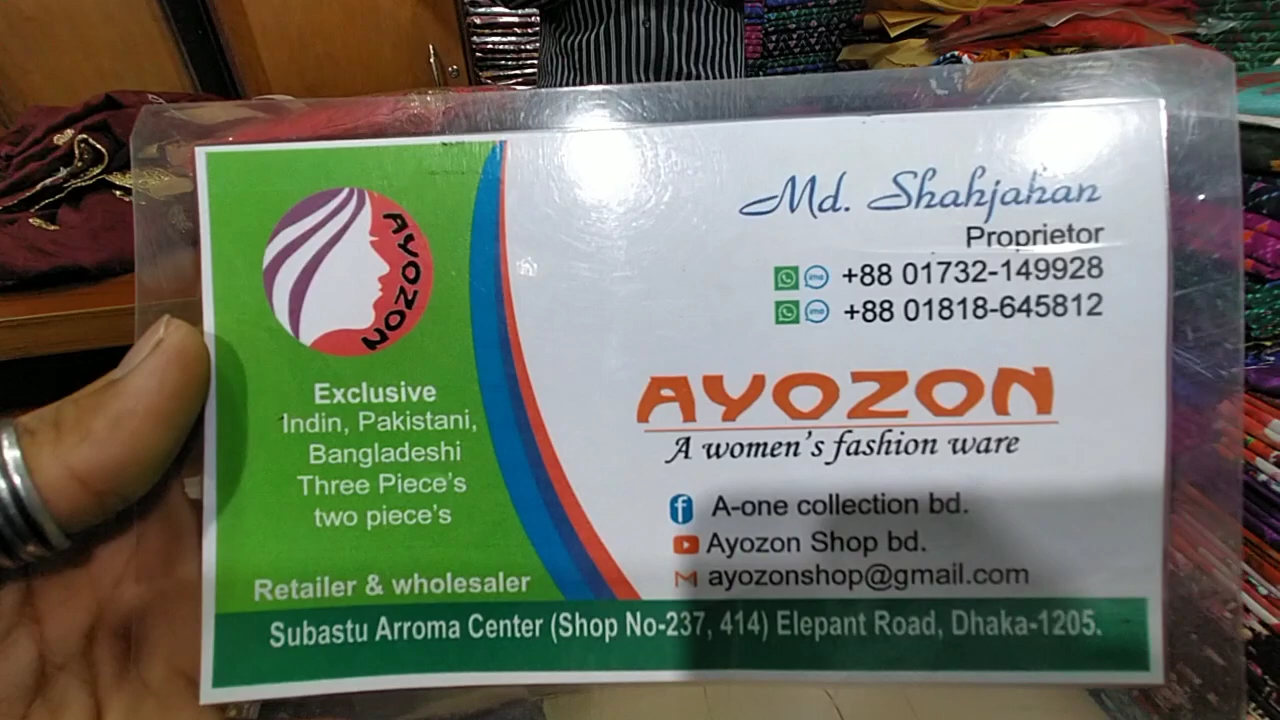 AYOZON
Exclusive
Indin, Pakistani,
Bangladeshi
Three Piece's
two piece's
Retailer & wholesaler
Md. Shahjahan
Proprietor
+88 01732-149928
+88 01818-645812
AYOZON
A women's fashion ware
A-one collection bd.
Ayozon Shop bd.
ayozonshop@gmail.com
Subastu Arroma Center (Shop No-237, 414) Elepant Road, Dhaka-1205.